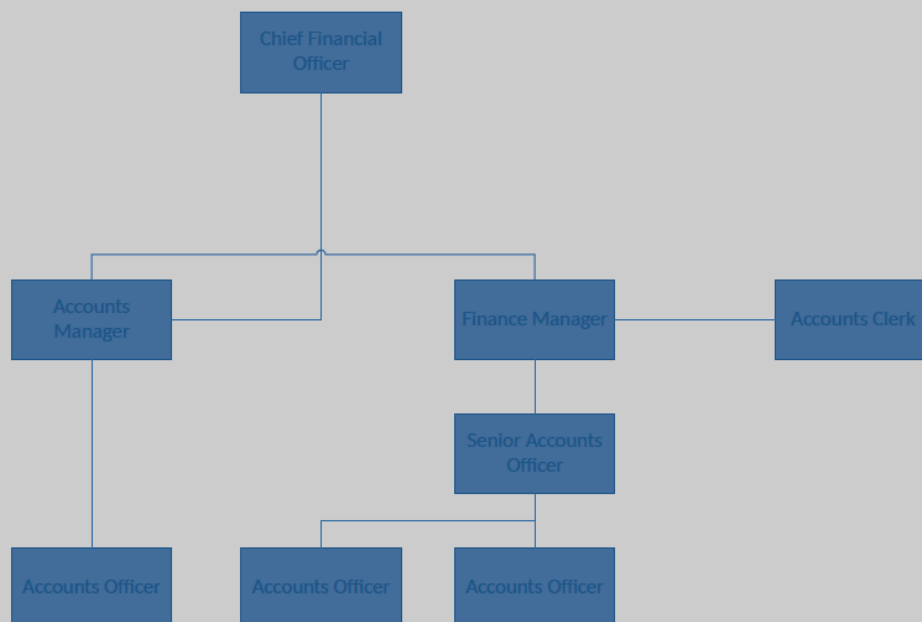 Chief Financial
Officer
Accounts
Manager
Finance Manager
Accounts Clerk
Senior Accounts
Officer
Accounts Officer
Accounts Officer
Accounts Officer